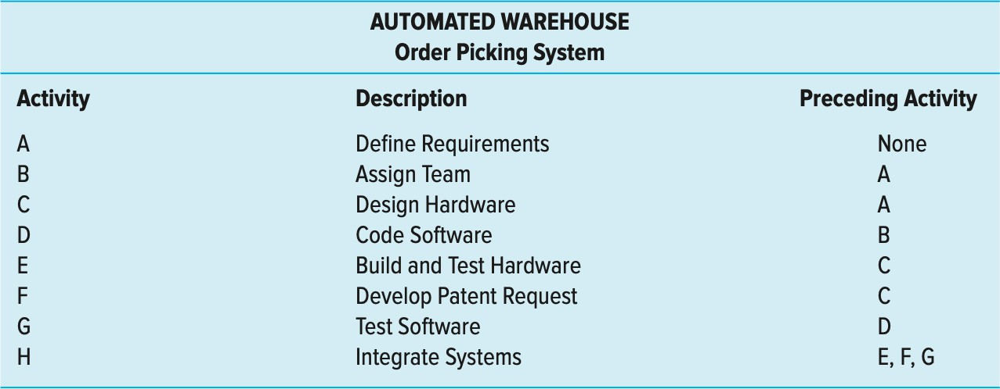 AUTOMATED WAREHOUSE
Order Picking System
Activity Description Preceding Activity
A Define Requirements None
B Assign Team A
C Design Hardware A
D Code Software B
E Build and Test Hardware C
F Develop Patent Request C
G Test Software D
H Integrate Systems E, F, G